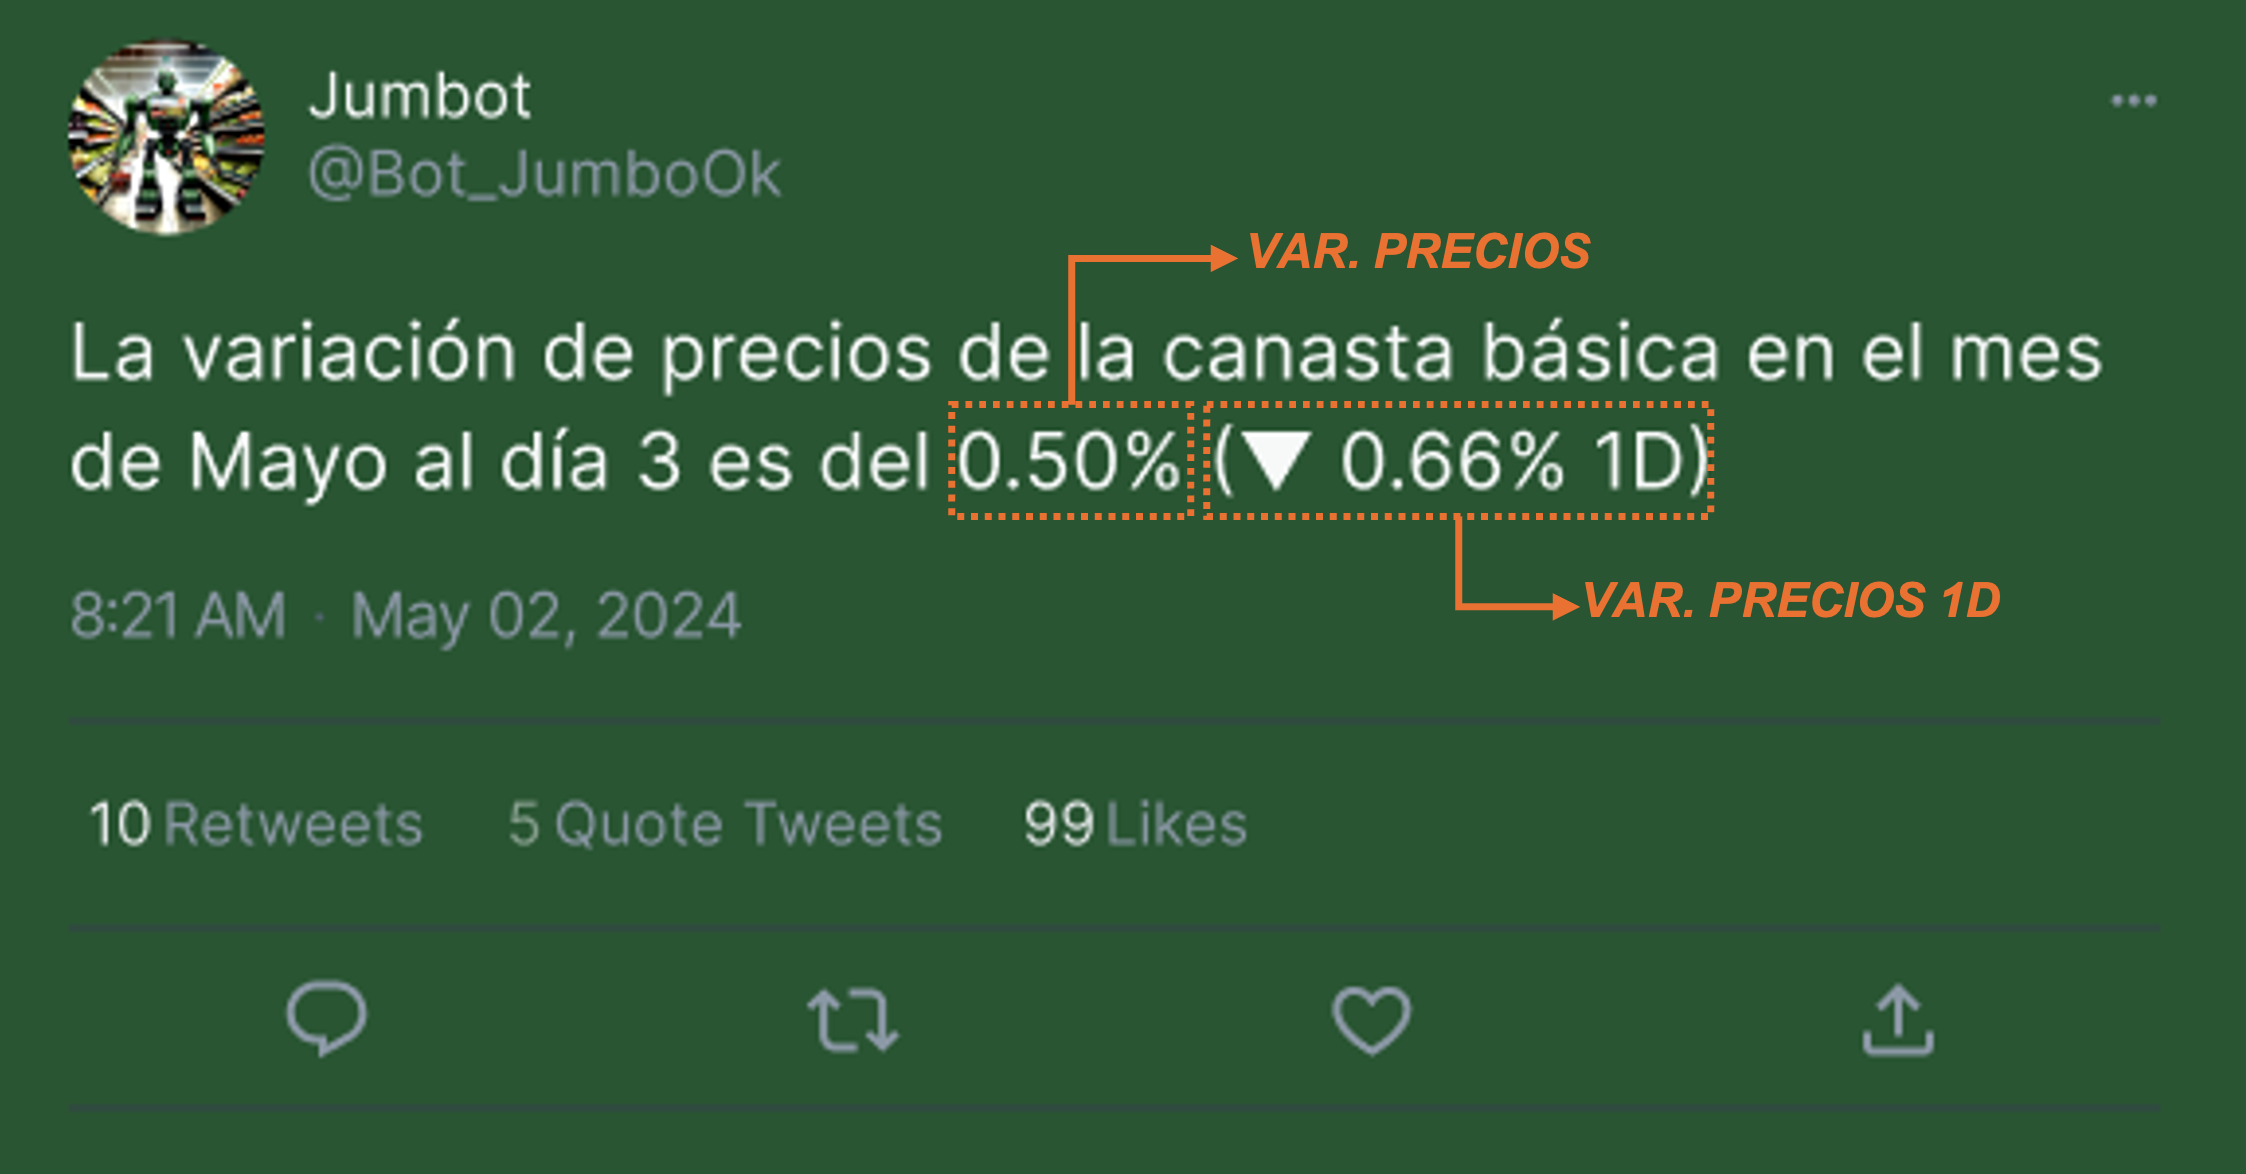 Jumbot
@Bot_JumboOk
VAR. PRECIOS
La variación de precios de la canasta básica en el mes
de Mayo al día 3 es del 0.50% (▼ 0.66% 1D)
VAR. PRECIOS 1D
8:21 AM · May 02, 2024
10 Retweets 5 Quote Tweets 99 Likes